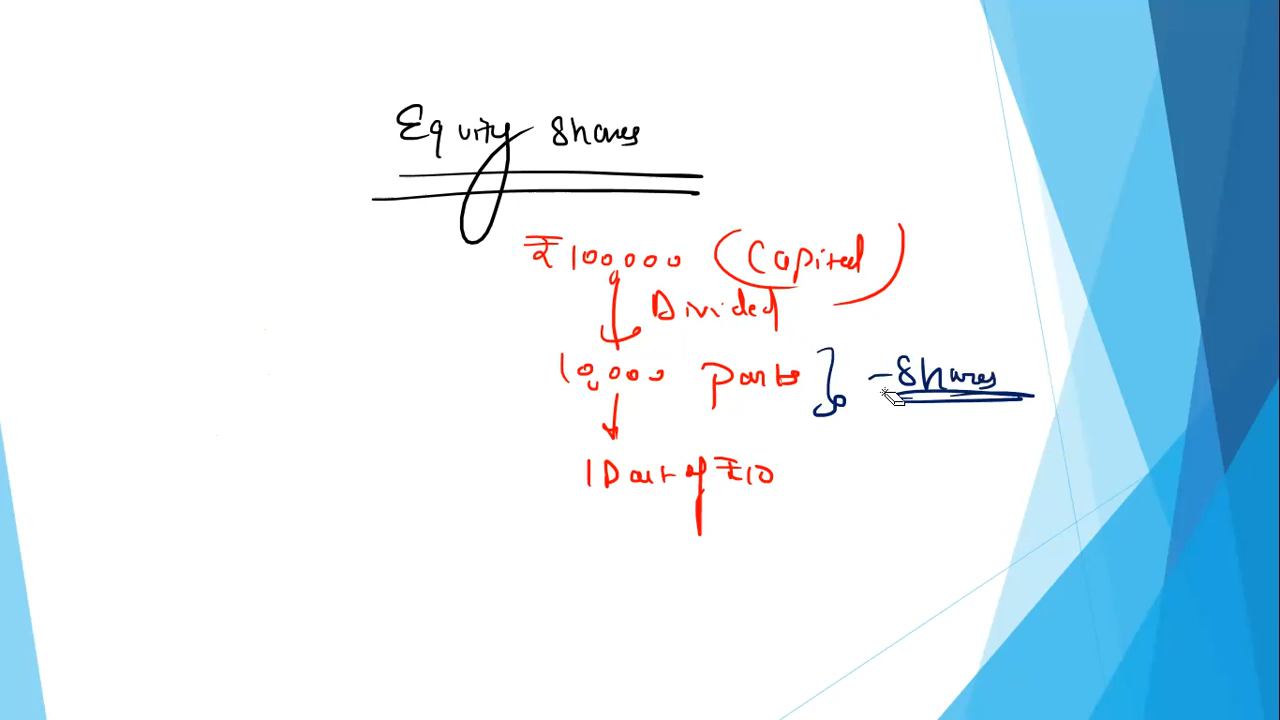 Equity Shares
₹100000 (Capital)
Divided
10,000 parts } - Shares
1 Part of ₹10